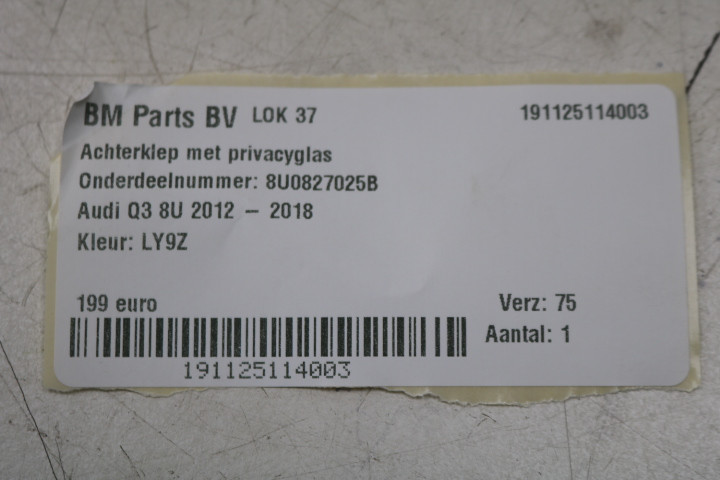 BM Parts BV LOK 37 191125114003
Achterklep met privacyglas
Onderdeelnummer: 8U0827025B
Audi Q3 8U 2012 – 2018
Kleur: LY9Z
199 euro Verz: 75
Aantal: 1
191125114003